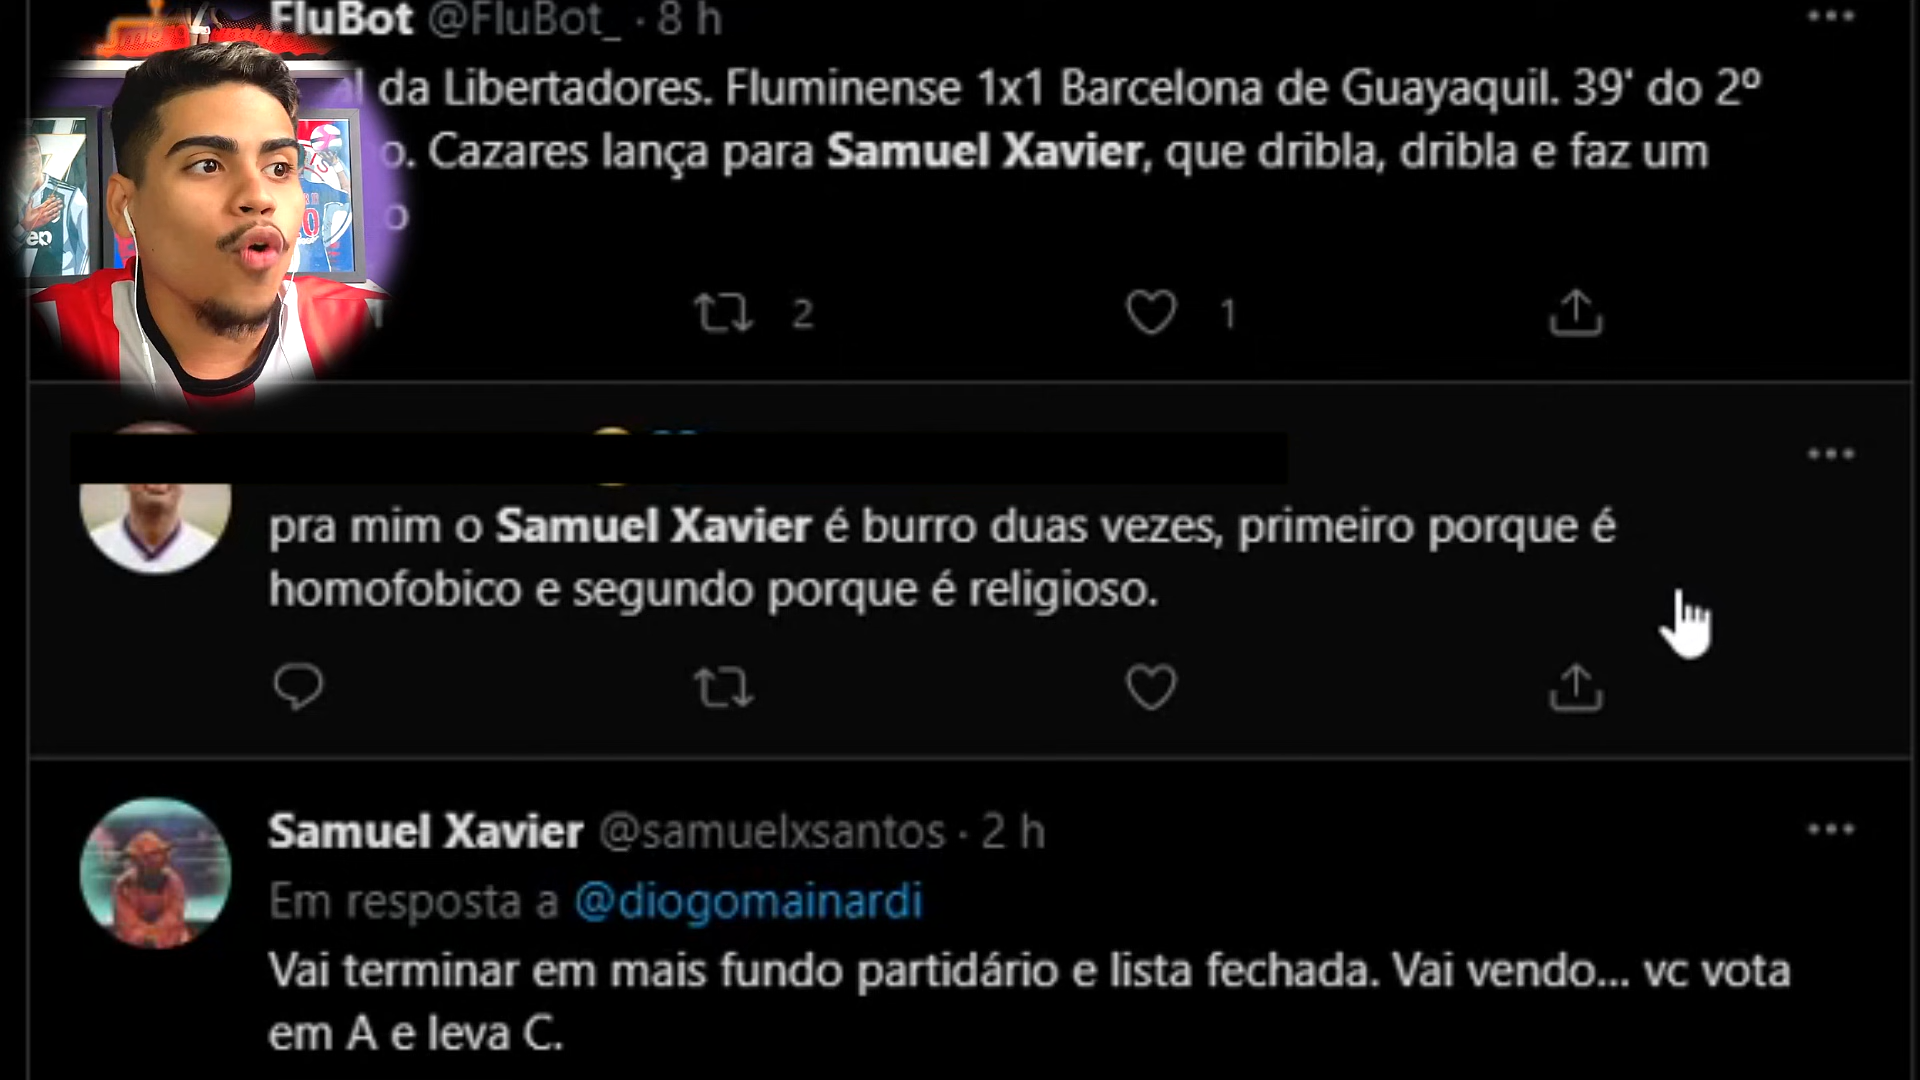 FluBot @FluBot_ · 8 h
al da Libertadores. Fluminense 1x1 Barcelona de Guayaquil. 39' do 2º
o. Cazares lança para Samuel Xavier, que dribla, dribla e faz um
o
1 2 1
pra mim o Samuel Xavier é burro duas vezes, primeiro porque é
homofobico e segundo porque é religioso.
Samuel Xavier @samuelxsantos · 2 h
Em resposta a @diogomainardi
Vai terminar em mais fundo partidário e lista fechada. Vai vendo... vc vota
em A e leva C.